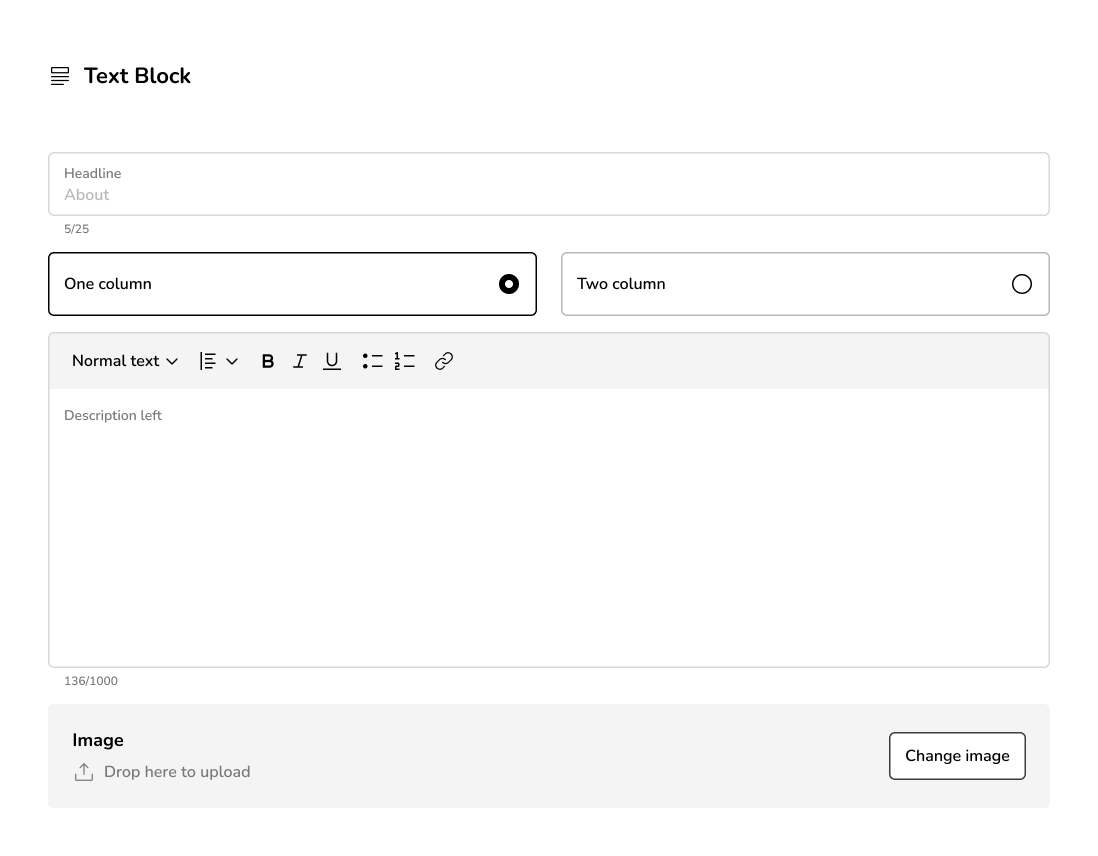 Text Block
Headline
About
5/25
One column
Two column
Normal text
B I U
Description left
136/1000
Image
Drop here to upload
Change image